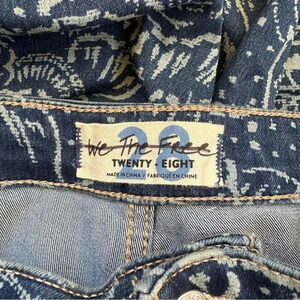 28
We The Free
TWENTY - EIGHT
MADE IN CHINA / FABRIQUÉ EN CHINE